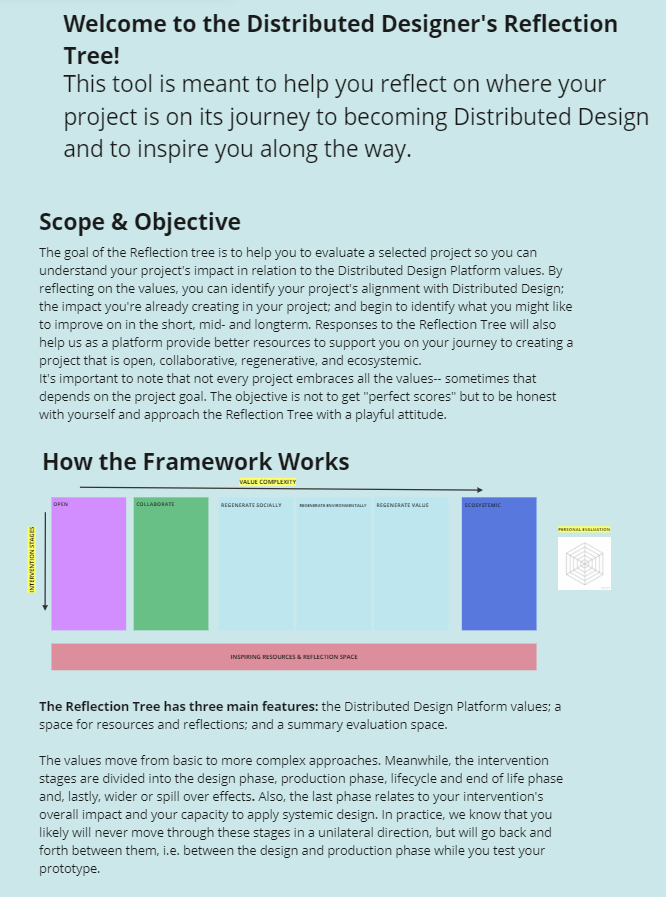 Welcome to the Distributed Designer's Reflection
Tree!
This tool is meant to help you reflect on where your
project is on its journey to becoming Distributed Design
and to inspire you along the way.
Scope & Objective
The goal of the Reflection tree is to help you to evaluate a selected project so you can
understand your project's impact in relation to the Distributed Design Platform values. By
reflecting on the values, you can identify your project's alignment with Distributed Design;
the impact you're already creating in your project; and begin to identify what you might like
to improve on in the short, mid- and longterm. Responses to the Reflection Tree will also
help us as a platform provide better resources to support you on your journey to creating a
project that is open, collaborative, regenerative, and ecosystemic.
It's important to note that not every project embraces all the values-- sometimes that
depends on the project goal. The objective is not to get "perfect scores" but to be honest
with yourself and approach the Reflection Tree with a playful attitude.
How the Framework Works
VALUE COMPLEXITY
INTERVENTION STAGES
OPEN
COLLABORATE
REGENERATE SOCIALLY
REGENERATE ENVIRONMENTALLY
REGENERATE VALUE
ECOSYSTEMIC
PERSONAL EVALUATION
INSPIRING RESOURCES & REFLECTION SPACE
The Reflection Tree has three main features: the Distributed Design Platform values; a
space for resources and reflections; and a summary evaluation space.
The values move from basic to more complex approaches. Meanwhile, the intervention
stages are divided into the design phase, production phase, lifecycle and end of life phase
and, lastly, wider or spill over effects. Also, the last phase relates to your intervention's
overall impact and your capacity to apply systemic design. In practice, we know that you
likely will never move through these stages in a unilateral direction, but will go back and
forth between them, i.e. between the design and production phase while you test your
prototype.